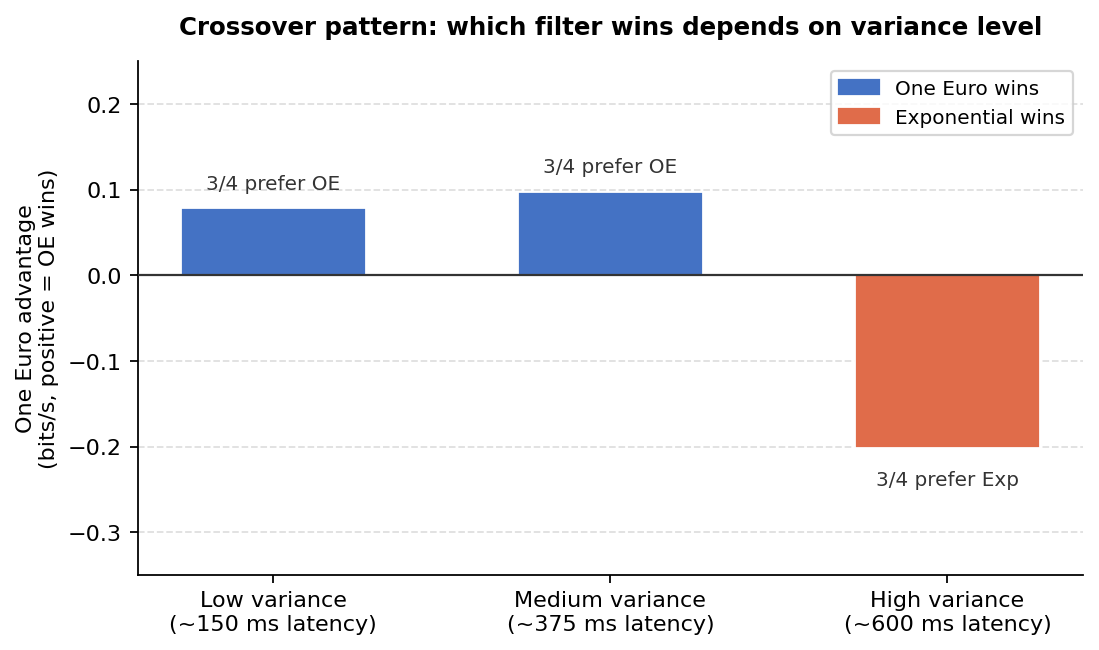 Crossover pattern: which filter wins depends on variance level
One Euro wins
Exponential wins
One Euro advantage
(bits/s, positive = OE wins)
0.2
0.1
0.0
−0.1
−0.2
−0.3
3/4 prefer OE
3/4 prefer OE
3/4 prefer Exp
Low variance
(~150 ms latency)
Medium variance
(~375 ms latency)
High variance
(~600 ms latency)